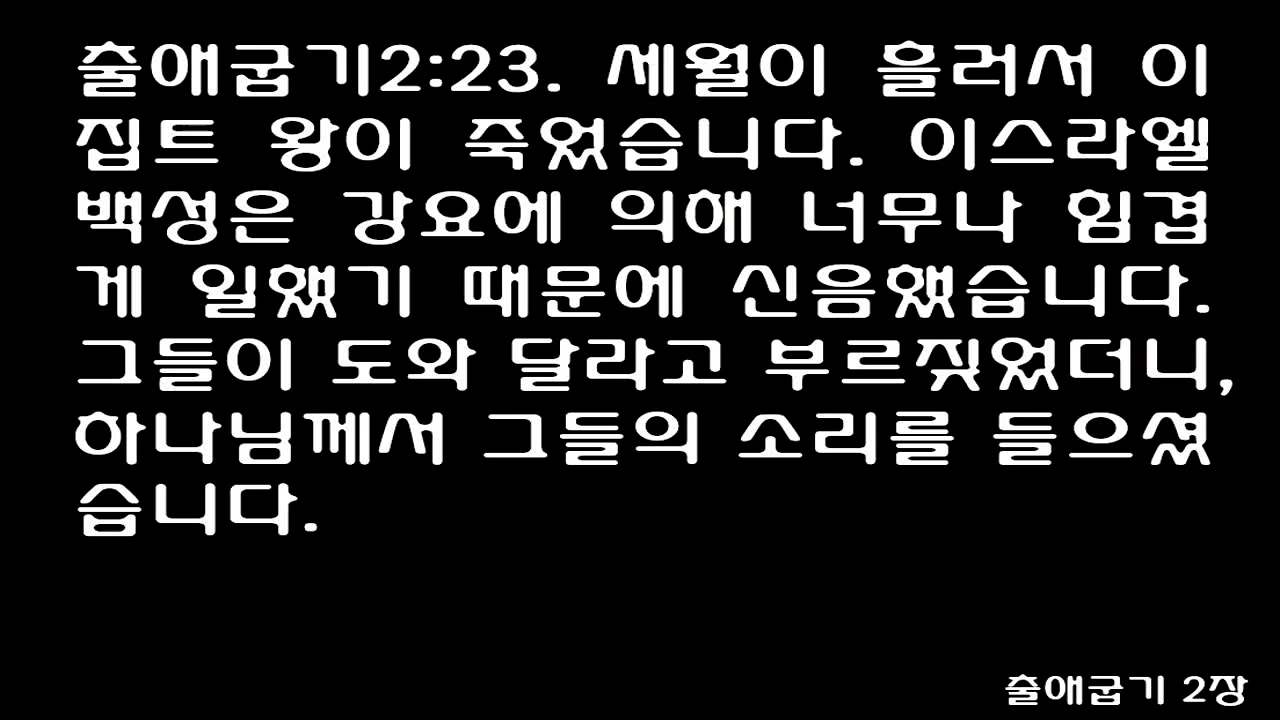 출애굽기2:23. 세월이 흘러서 이
집트 왕이 죽었습니다. 이스라엘
백성은 강요에 의해 너무나 힘겹
게 일했기 때문에 신음했습니다.
그들이 도와 달라고 부르짖었더니,
하나님께서 그들의 소리를 들으셨
습니다.
출애굽기 2장